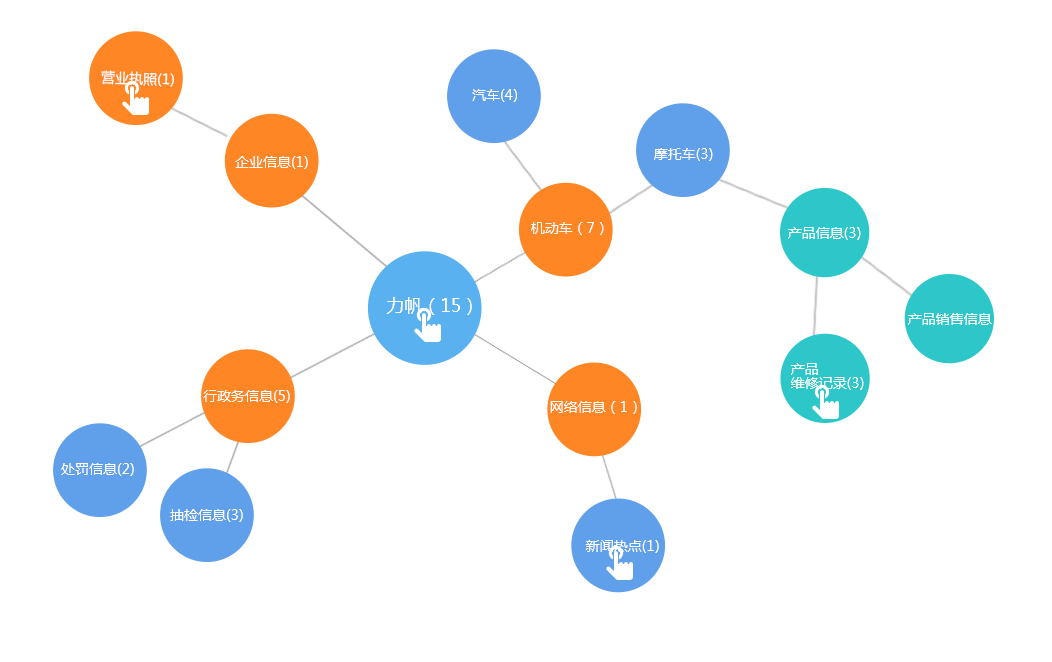 营业执照(1)
汽车(4)
企业信息(1)
摩托车(3)
机动车（7）
产品信息(3)
力帆（15）
产品销售信息
产品
维修记录(3)
行政务信息(5)
网络信息（1）
处罚信息(2)
抽检信息(3)
新闻热点(1)